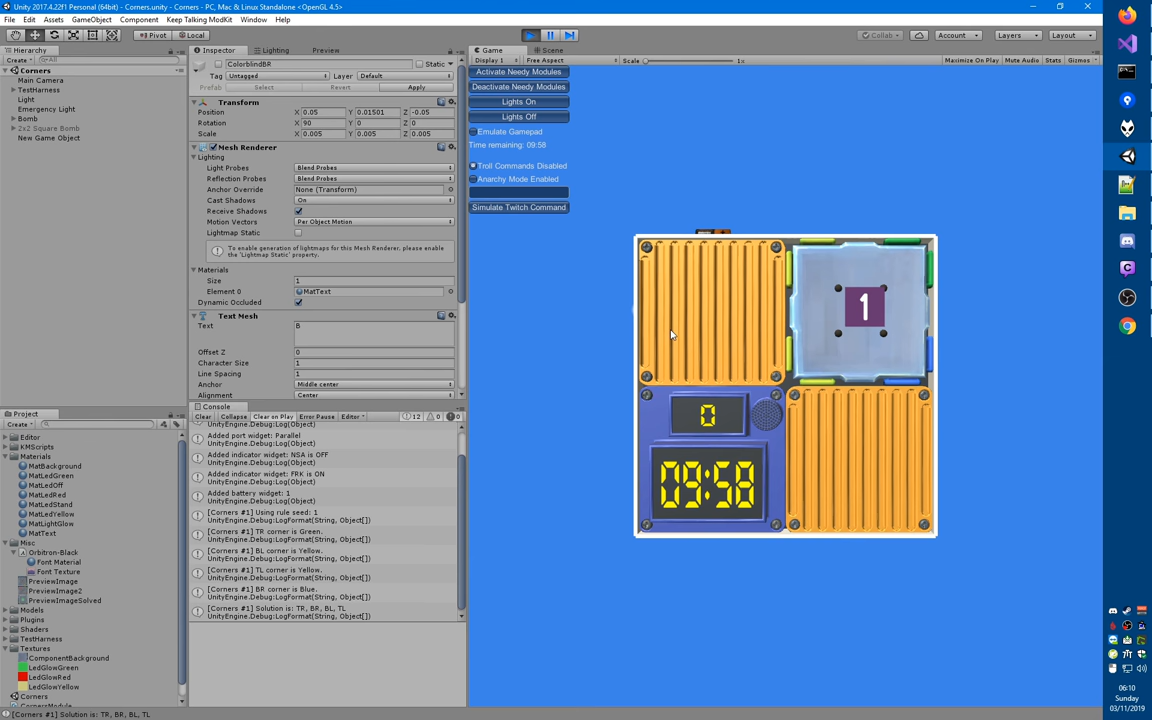 Unity 2017.4.22f1 Personal (64bit) - Corners.unity - PC, Mac & Linux Standalone <OpenGL 4.5>
File Edit Assets GameObject Component Keep Talking ModKit Window Help
Pivot Local
Collab Account Layers Layout
Hierarchy
Create All
Corners
Main Camera
TestHarness
Light
Emergency Light
Bomb
2x2 Square Bomb
New Game Object
Inspector Lighting Preview
ColorblindBR Static
Tag Untagged Layer Default
Prefab Select Revert Apply
Transform
Position X 0.05 Y 0.01501 Z -0.05
Rotation X 90 Y 0 Z 0
Scale X 0.005 Y 0.005 Z 0.005
Mesh Renderer
Lighting
Light Probes Blend Probes
Reflection Probes Blend Probes
Anchor Override None (Transform)
Cast Shadows On
Receive Shadows
Motion Vectors Per Object Motion
Lightmap Static
To enable generation of lightmaps for this Mesh Renderer, please enable
the 'Lightmap Static' property.
Materials
Size 1
Element 0 MatText
Dynamic Occluded
Text Mesh
Text B
Offset Z 0
Character Size 1
Line Spacing 1
Anchor Middle center
Alignment Center
Game Scene
Display 1 Free Aspect Scale 1x Maximize On Play Mute Audio Stats Gizmos
Activate Needy Modules
Deactivate Needy Modules
Lights On
Lights Off
Emulate Gamepad
Time remaining: 09:58
Troll Commands Disabled
Anarchy Mode Enabled
Simulate Twitch Command
1
0
09:58
Project
Create
Editor
KMScripts
Materials
MatBackground
MatLedGreen
MatLedOff
MatLedRed
MatLedStand
MatLedYellow
MatLightGlow
MatText
Misc
Orbitron-Black
Font Material
Font Texture
PreviewImage
PreviewImage2
PreviewImageSolved
Models
Plugins
Shaders
TestHarness
Textures
ComponentBackground
LedGlowGreen
LedGlowRed
LedGlowYellow
Corners
CornersModule
Console
Clear Collapse Clear on Play Error Pause Editor 12 0 0
UnityEngine.Debug:Log(Object)
Added port widget: Parallel
UnityEngine.Debug:Log(Object)
Added indicator widget: NSA is OFF
UnityEngine.Debug:Log(Object)
Added indicator widget: FRK is ON
UnityEngine.Debug:Log(Object)
Added battery widget: 1
UnityEngine.Debug:Log(Object)
[Corners #1] Using rule seed: 1
UnityEngine.Debug:LogFormat(String, Object[])
[Corners #1] TR corner is Green.
UnityEngine.Debug:LogFormat(String, Object[])
[Corners #1] BL corner is Yellow.
UnityEngine.Debug:LogFormat(String, Object[])
[Corners #1] TL corner is Yellow.
UnityEngine.Debug:LogFormat(String, Object[])
[Corners #1] BR corner is Blue.
UnityEngine.Debug:LogFormat(String, Object[])
[Corners #1] Solution is: TR, BR, BL, TL
UnityEngine.Debug:LogFormat(String, Object[])
[Corners #1] Solution is: TR, BR, BL, TL
06:10
Sunday
03/11/2019